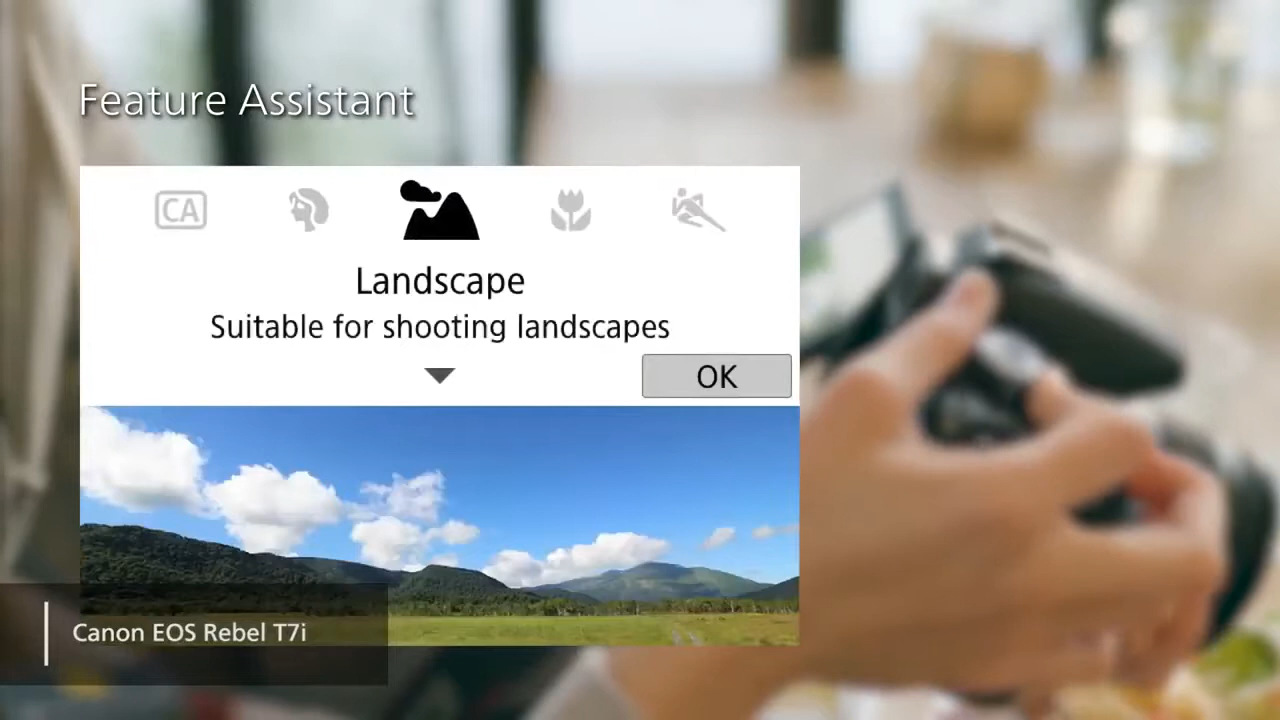 Feature Assistant
CA
Landscape
Suitable for shooting landscapes
OK
Canon EOS Rebel T7i